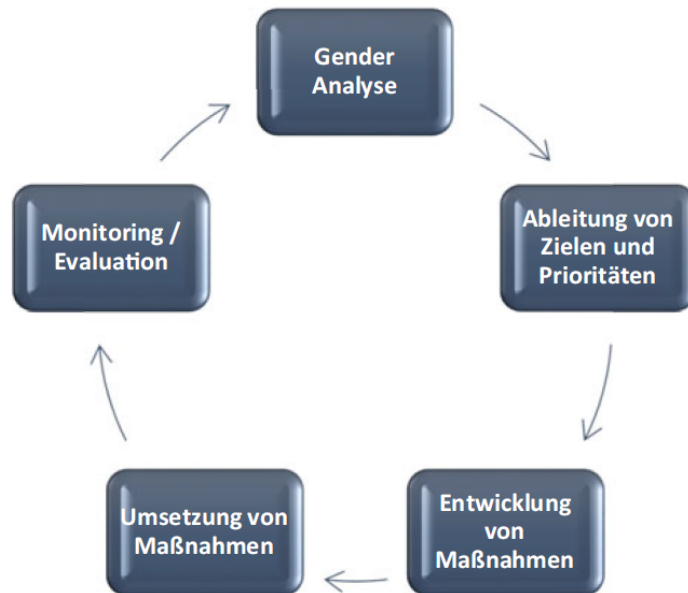 Gender
Analyse
Ableitung von
Zielen und
Prioritäten
Entwicklung
von
Maßnahmen
Umsetzung von
Maßnahmen
Monitoring /
Evaluation